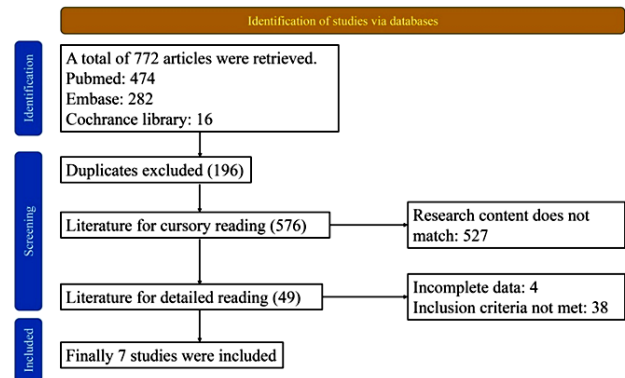 Identification of studies via databases
Identification
A total of 772 articles were retrieved.
Pubmed: 474
Embase: 282
Cochrance library: 16
Screening
Duplicates excluded (196)
Literature for cursory reading (576)
Research content does not
match: 527
Literature for detailed reading (49)
Incomplete data: 4
Inclusion criteria not met: 38
Included
Finally 7 studies were included